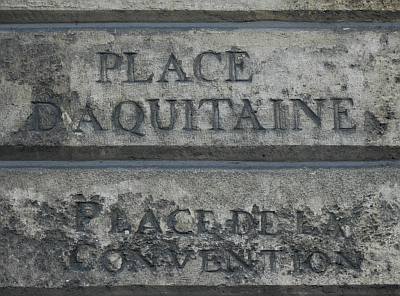 PLACE
D'AQUITAINE
PLACE DE LA
CONVENTION